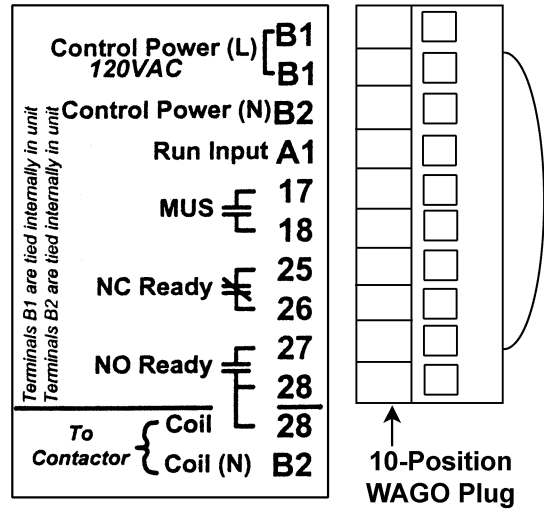 Control Power (L) B1
120VAC B1
Control Power (N) B2
Run Input A1
MUS 17
18
NC Ready 25
26
NO Ready 27
28
Coil 28
To Contactor
Coil (N) B2
Terminals B1 are tied internally in unit
Terminals B2 are tied internally in unit
10-Position
WAGO Plug